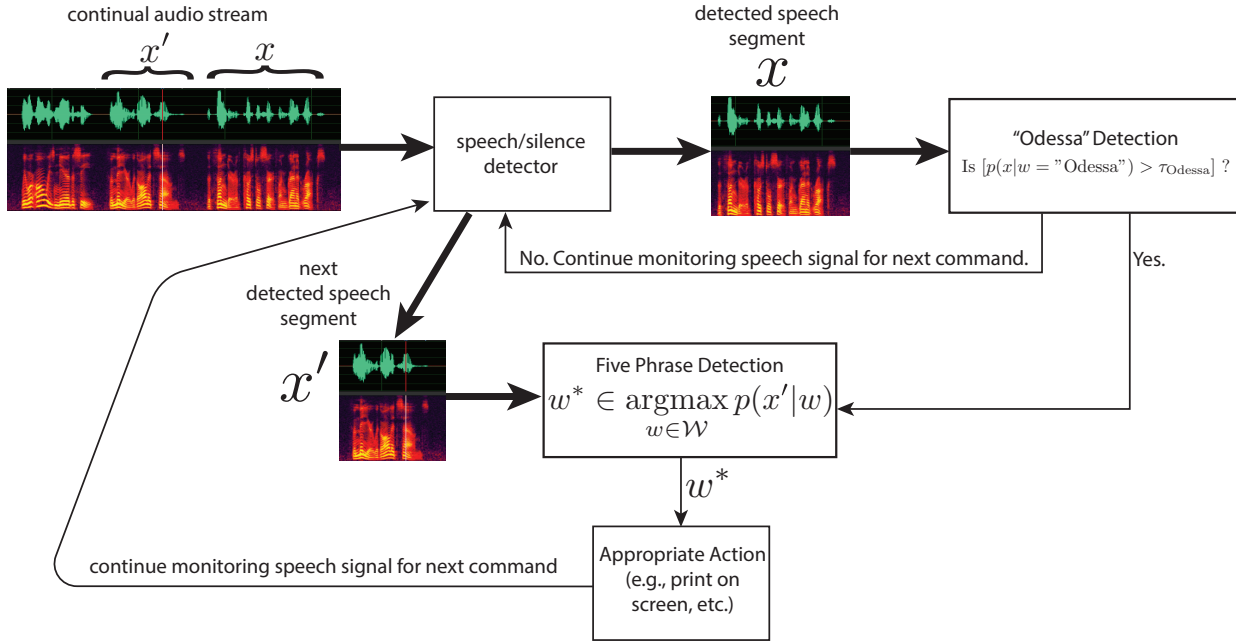 continual audio stream
x′
x
detected speech
segment
x
speech/silence
detector
“Odessa” Detection
Is [p(x|w = ”Odessa”) > τOdessa] ?
No. Continue monitoring speech signal for next command.
Yes.
next
detected speech
segment
x′
Five Phrase Detection
w* ∈ argmax p(x′|w)
w∈𝒲
w*
Appropriate Action
(e.g., print on
screen, etc.)
continue monitoring speech signal for next command